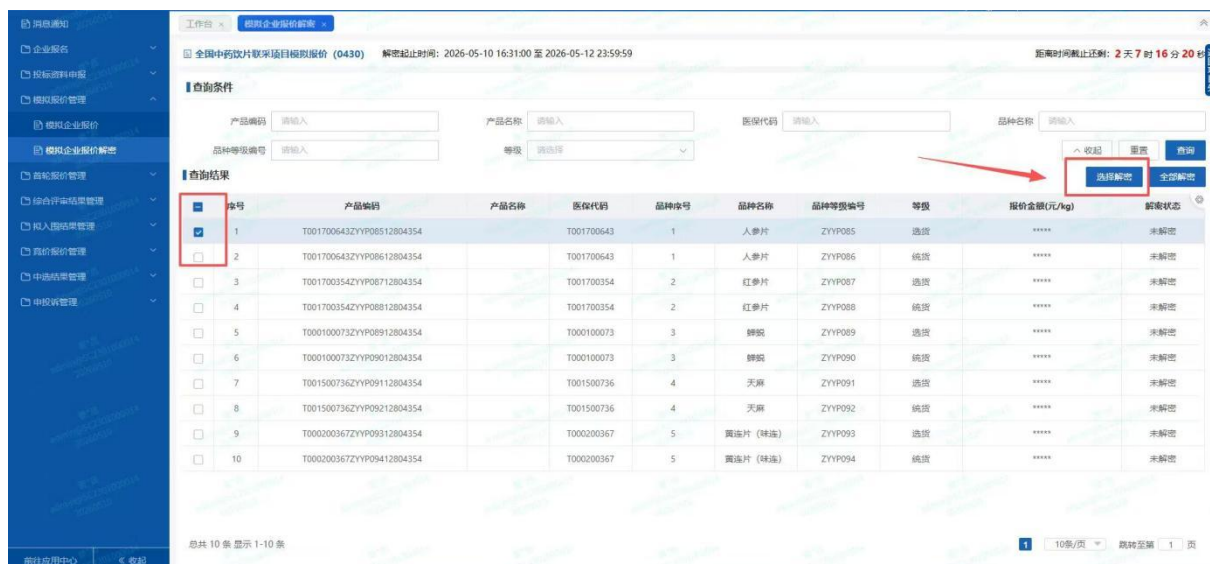 消息通知
企业报名
投标资料申报
模拟报价管理
模拟企业报价
模拟企业报价解密
首轮报价管理
综合评审结果管理
拟入围结果管理
竞价报价管理
中选结果管理
申投诉管理
前往应用中心 《 收起
工作台 × 模拟企业报价解密 ×
全国中药饮片联采项目模拟报价(0430) 解密起止时间:2026-05-10 16:31:00 至 2026-05-12 23:59:59 距离时间截止还剩:2 天 7 时 16 分 20 秒
查询条件
产品编码 请输入 产品名称 请输入 医保代码 请输入 品种名称 请输入
品种等级编号 请输入 等级 请选择 收起 重置 查询
查询结果 选择解密 全部解密
序号 产品编码 产品名称 医保代码 品种序号 品种名称 品种等级编号 等级 报价金额(元/kg) 解密状态
1 T001700643ZYYP08512804354 T001700643 1 人参片 ZYYP085 选货 ***** 未解密
2 T001700643ZYYP08612804354 T001700643 1 人参片 ZYYP086 统货 ***** 未解密
3 T001700354ZYYP08712804354 T001700354 2 红参片 ZYYP087 选货 ***** 未解密
4 T001700354ZYYP08812804354 T001700354 2 红参片 ZYYP088 统货 ***** 未解密
5 T000100073ZYYP08912804354 T000100073 3 蝉蜕 ZYYP089 选货 ***** 未解密
6 T000100073ZYYP09012804354 T000100073 3 蝉蜕 ZYYP090 统货 ***** 未解密
7 T001500736ZYYP09112804354 T001500736 4 天麻 ZYYP091 选货 ***** 未解密
8 T001500736ZYYP09212804354 T001500736 4 天麻 ZYYP092 统货 ***** 未解密
9 T000200367ZYYP09312804354 T000200367 5 黄连片(味连) ZYYP093 选货 ***** 未解密
10 T000200367ZYYP09412804354 T000200367 5 黄连片(味连) ZYYP094 统货 ***** 未解密
总共 10 条 显示 1-10 条 1 10条/页 跳转至第 1 页